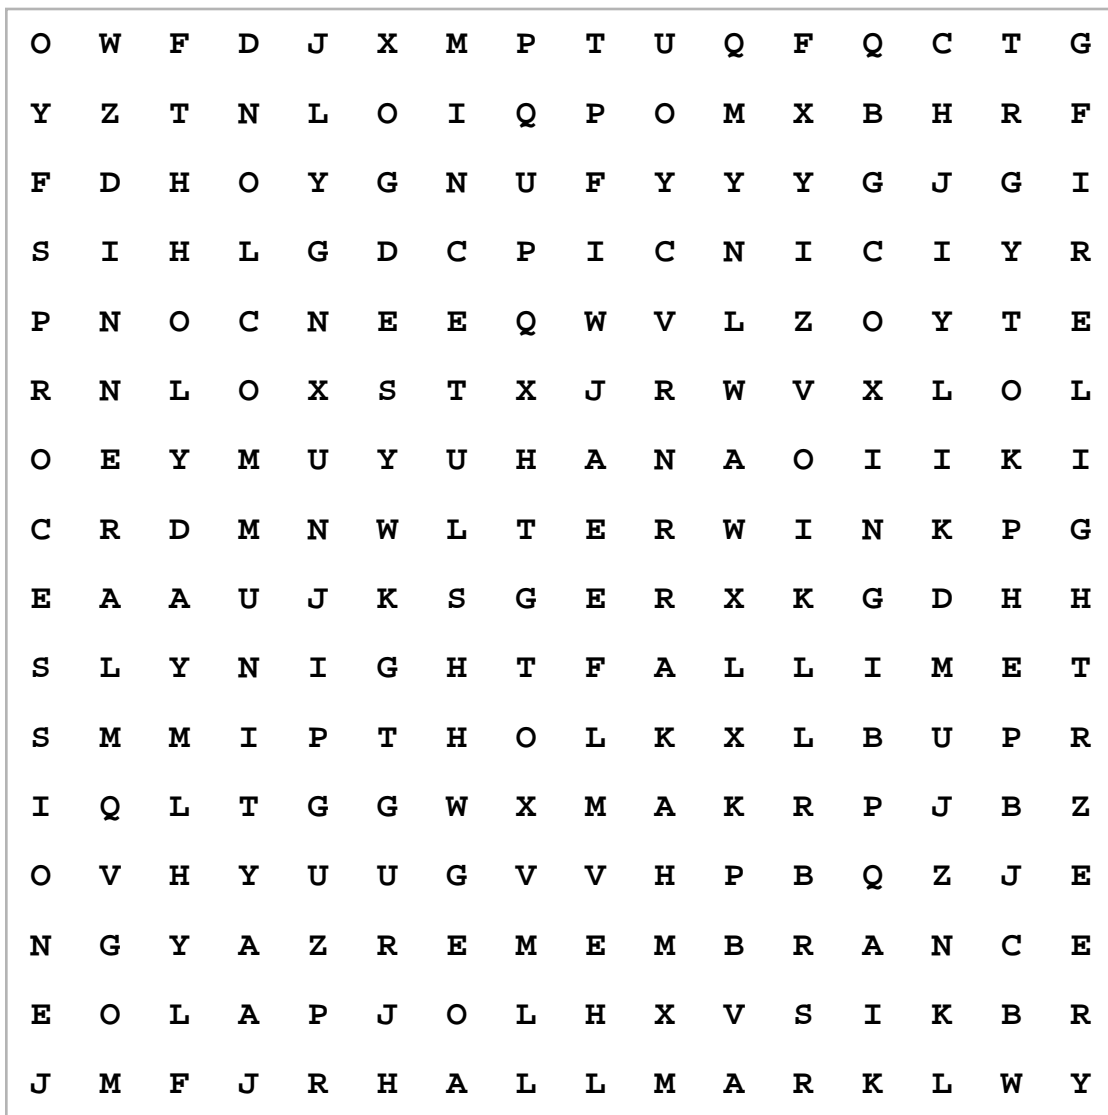 O W F D J X M P T U Q F Q C T G
Y Z T N L O I Q P O M X B H R F
F D H O Y G N U F Y Y Y G J G I
S I H L G D C P I C N I C I Y R
P N O C N E E Q W V L Z O Y T E
R N L O X S T X J R W V X L O L
O E Y M U Y U H A N A O I I K I
C R D M N W L T E R W I N K P G
E A A U J K S G E R X K G D H H
S L Y N I G H T F A L L I M E T
S M M I P T H O L K X L B U P R
I Q L T G G W X M A K R P J B Z
O V H Y U U G V V H P B Q Z J E
N G Y A Z R E M E M B R A N C E
E O L A P J O L H X V S I K B R
J M F J R H A L L M A R K L W Y